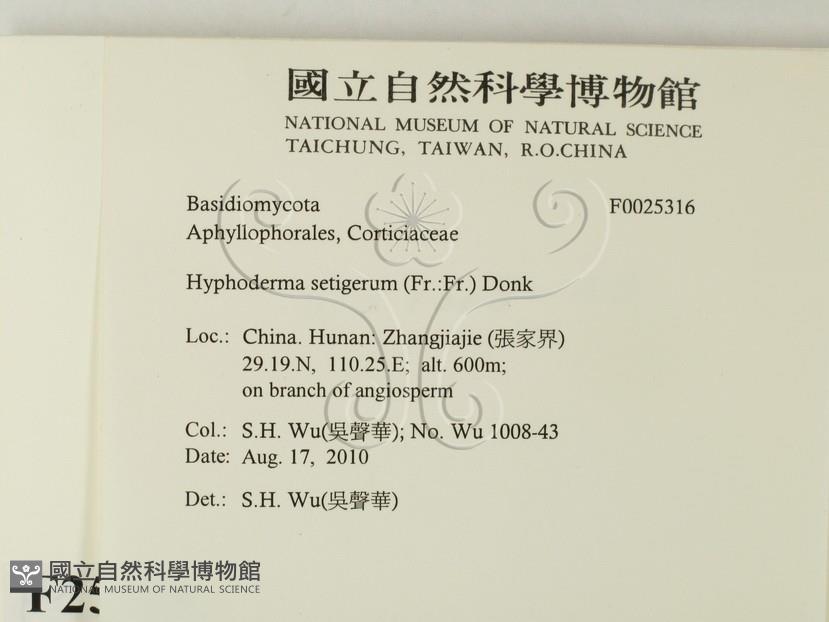 國立自然科學博物館
NATIONAL MUSEUM OF NATURAL SCIENCE
TAICHUNG, TAIWAN, R.O.CHINA
Basidiomycota F0025316
Aphyllophorales, Corticiaceae
Hyphoderma setigerum (Fr.:Fr.) Donk
Loc.: China. Hunan: Zhangjiajie (張家界)
29.19.N, 110.25.E; alt. 600m;
on branch of angiosperm
Col.: S.H. Wu(吳聲華); No. Wu 1008-43
Date: Aug. 17, 2010
Det.: S.H. Wu(吳聲華)
國立自然科學博物館
NATIONAL MUSEUM OF NATURAL SCIENCE